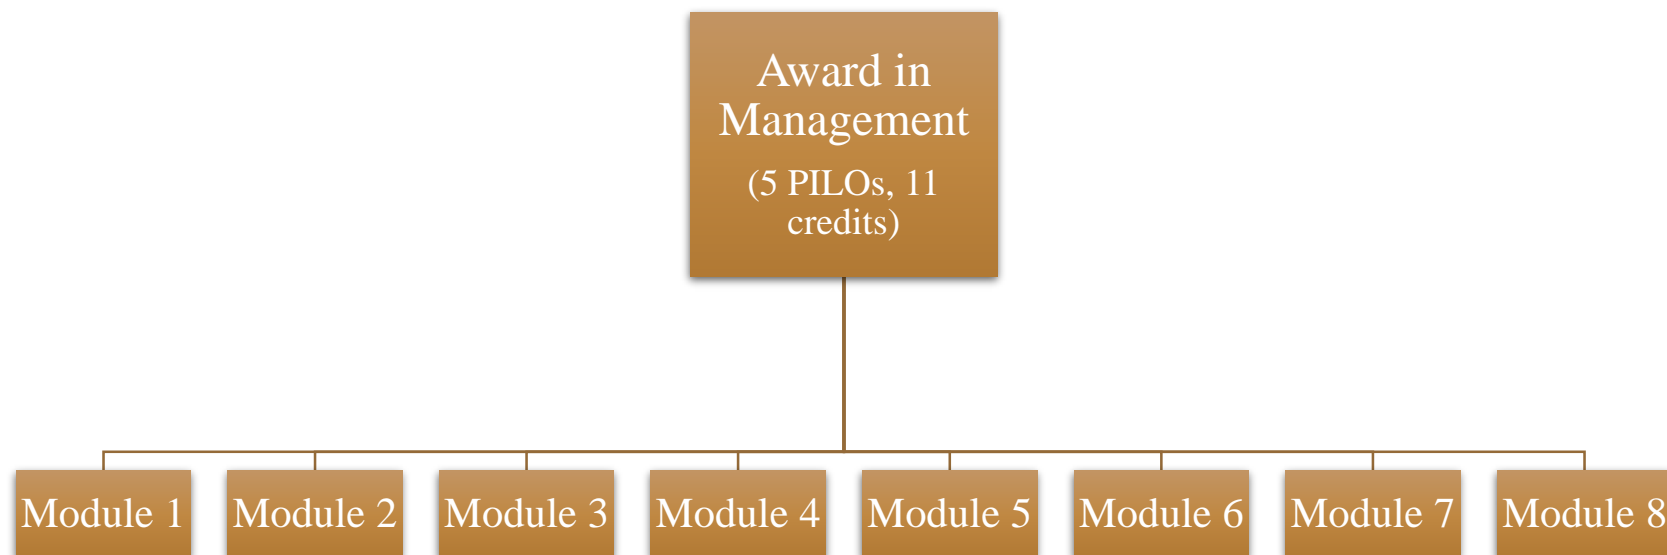 Award in
Management
(5 PILOs, 11
credits)
Module 1
Module 2
Module 3
Module 4
Module 5
Module 6
Module 7
Module 8